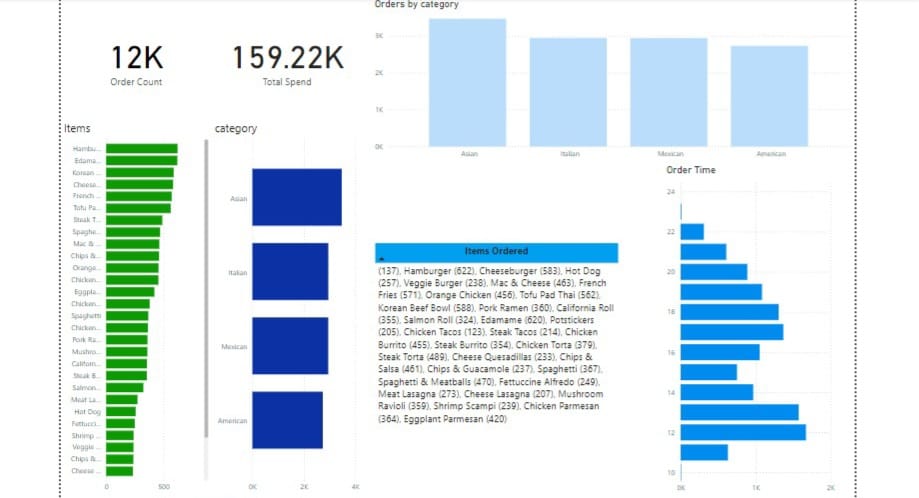 Orders by category
12K
Order Count
159.22K
Total Spend
3K
2K
1K
0K
Asian
Italian
Mexican
American
Items
Hambu...
Edama...
Korean ...
Cheese...
French ...
Tofu Pa...
Steak T...
Spaghe...
Mac & ...
Chips &...
Orange...
Chicken...
Eggpla...
Chicken...
Spaghetti
Chicken...
Pork Ra...
Mushro...
Californ...
Steak B...
Salmon...
Meat La...
Hot Dog
Fettucci...
Shrimp ...
Veggie ...
Chips &...
Cheese ...
0
500
category
Asian
Italian
Mexican
American
0K
2K
4K
Items Ordered
(137), Hamburger (622), Cheeseburger (583), Hot Dog
(257), Veggie Burger (238), Mac & Cheese (463), French
Fries (571), Orange Chicken (456), Tofu Pad Thai (562),
Korean Beef Bowl (588), Pork Ramen (360), California Roll
(355), Salmon Roll (324), Edamame (620), Potstickers
(205), Chicken Tacos (123), Steak Tacos (214), Chicken
Burrito (455), Steak Burrito (354), Chicken Torta (379),
Steak Torta (489), Cheese Quesadillas (233), Chips &
Salsa (461), Chips & Guacamole (237), Spaghetti (367),
Spaghetti & Meatballs (470), Fettuccine Alfredo (249),
Meat Lasagna (273), Cheese Lasagna (207), Mushroom
Ravioli (359), Shrimp Scampi (239), Chicken Parmesan
(364), Eggplant Parmesan (420)
Order Time
24
22
20
18
16
14
12
10
0K
1K
2K